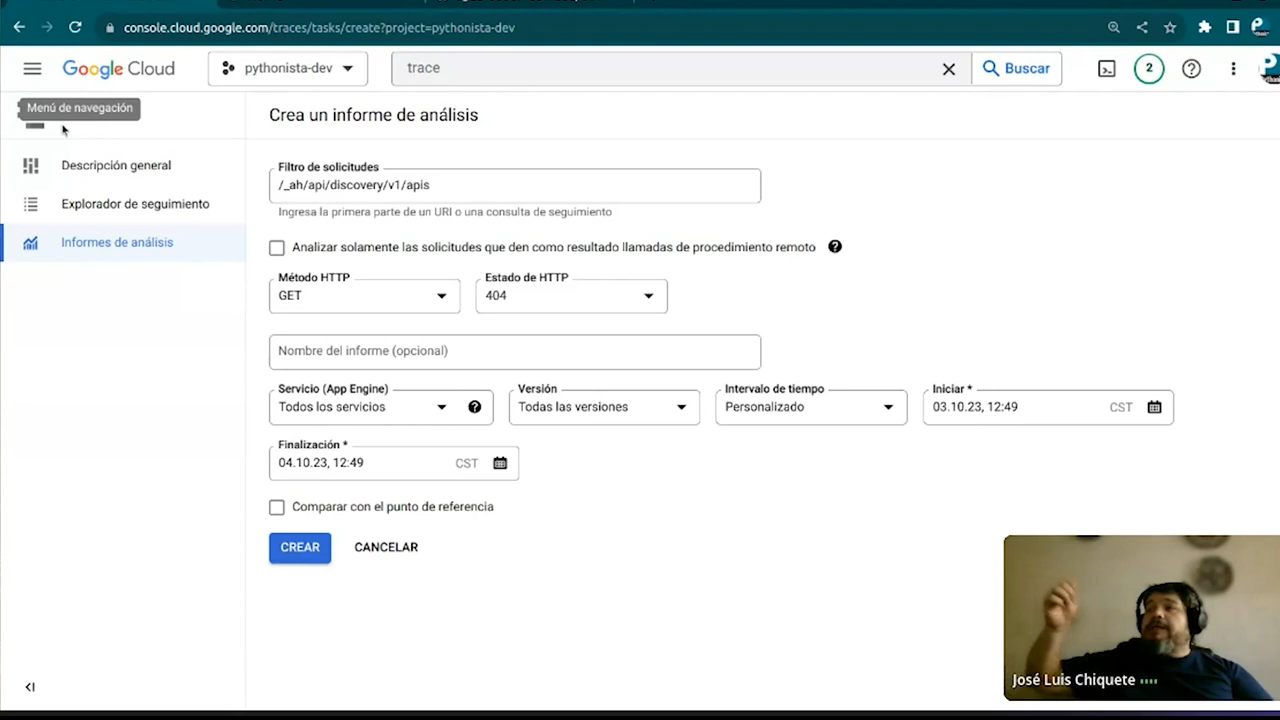 console.cloud.google.com/traces/tasks/create?project=pythonista-dev
Google Cloud
pythonista-dev
trace
Buscar
2
Menú de navegación
Crea un informe de análisis
Descripción general
Explorador de seguimiento
Informes de análisis
Filtro de solicitudes
/_ah/api/discovery/v1/apis
Ingresa la primera parte de un URI o una consulta de seguimiento
Analizar solamente las solicitudes que den como resultado llamadas de procedimiento remoto
Método HTTP
GET
Estado de HTTP
404
Nombre del informe (opcional)
Servicio (App Engine)
Todos los servicios
Versión
Todas las versiones
Intervalo de tiempo
Personalizado
Iniciar *
03.10.23, 12:49 CST
Finalización *
04.10.23, 12:49 CST
Comparar con el punto de referencia
CREAR
CANCELAR
José Luis Chiquete